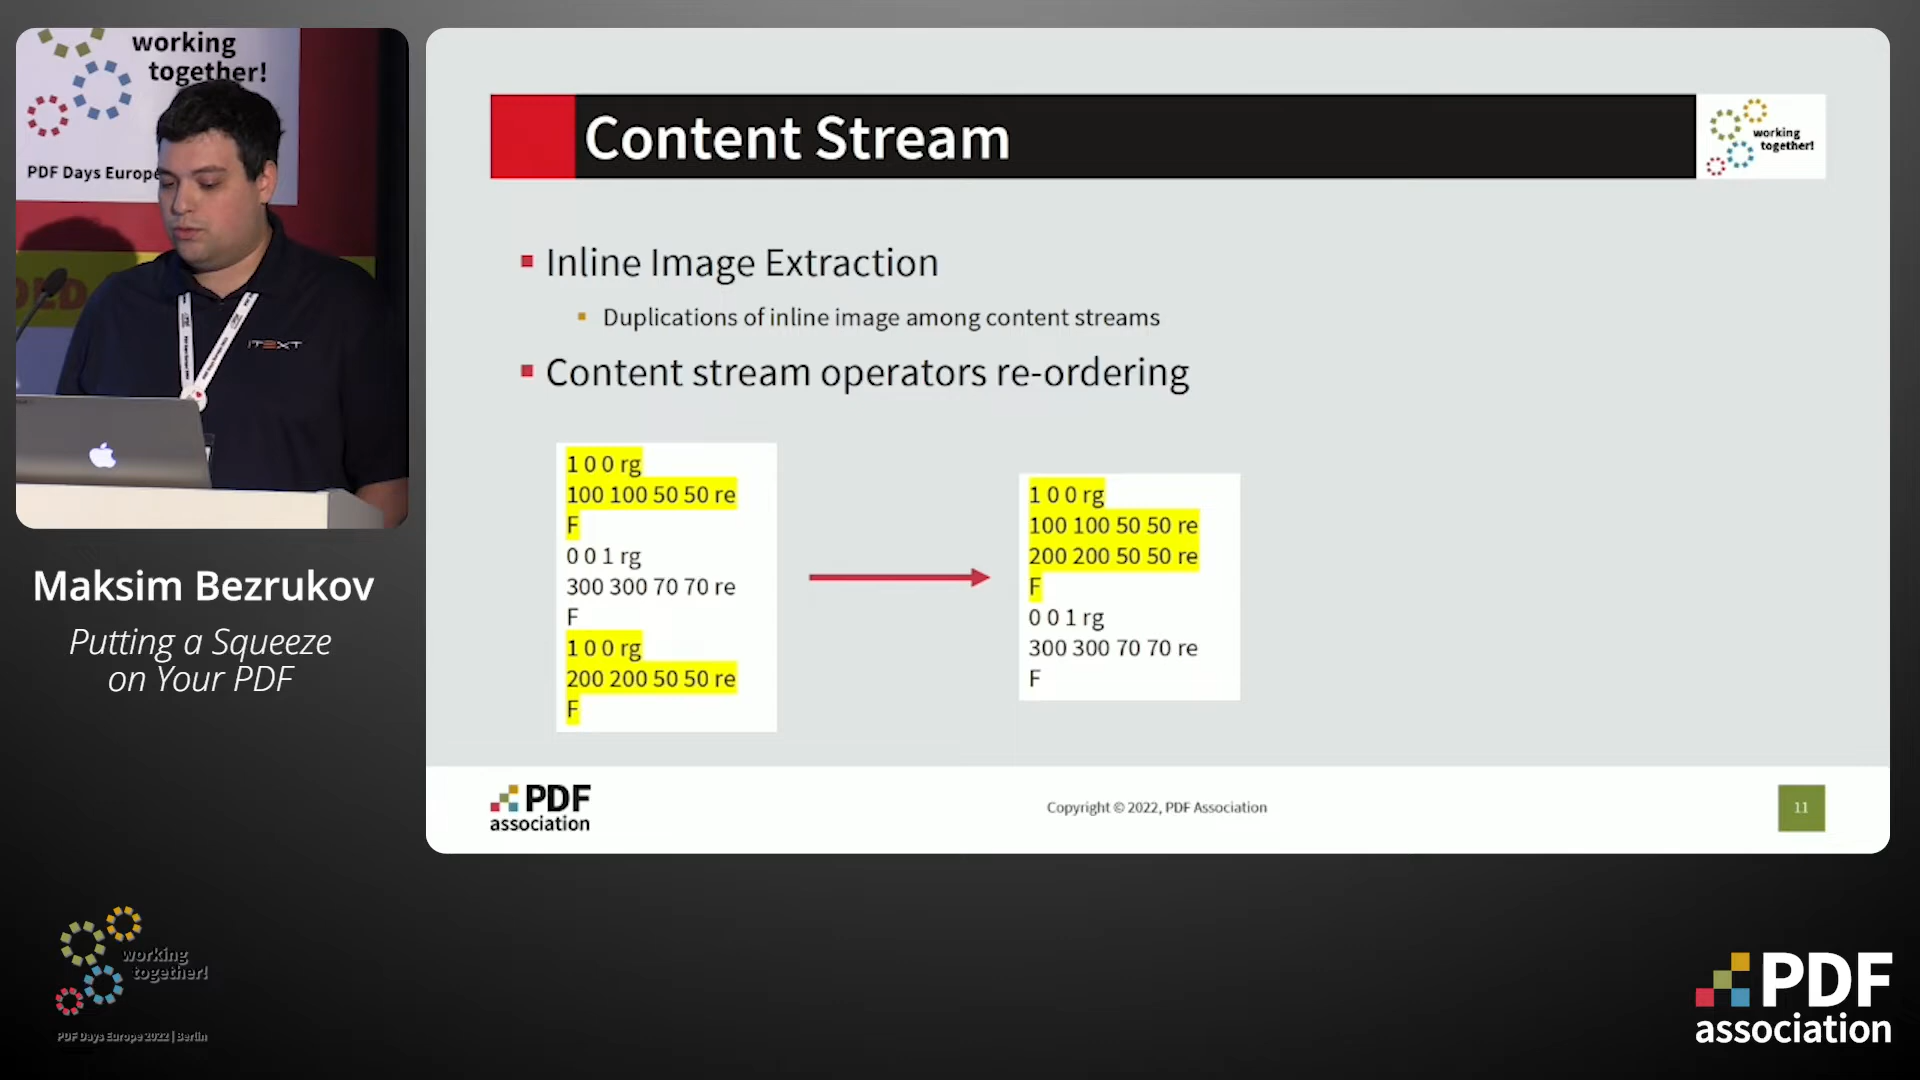 working
together!
PDF Days Europe
ITEXT
Maksim Bezrukov
Putting a Squeeze
on Your PDF
Content Stream
working
together!
Inline Image Extraction
Duplications of inline image among content streams
Content stream operators re-ordering
1 0 0 rg
100 100 50 50 re
F
0 0 1 rg
300 300 70 70 re
F
1 0 0 rg
200 200 50 50 re
F
1 0 0 rg
100 100 50 50 re
200 200 50 50 re
F
0 0 1 rg
300 300 70 70 re
F
PDF
association
Copyright © 2022, PDF Association
11
working
together!
PDF Days Europe 2022 | Berlin
PDF
association